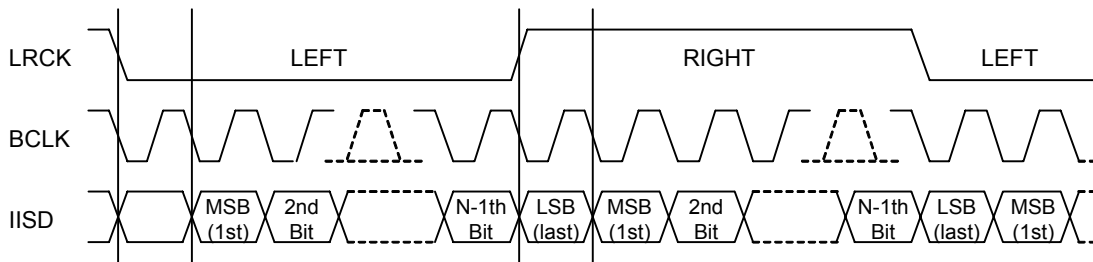 LRCK LEFT RIGHT LEFT
BCLK
IISD MSB (1st) 2nd Bit N-1th Bit LSB (last) MSB (1st) 2nd Bit N-1th Bit LSB (last) MSB (1st)